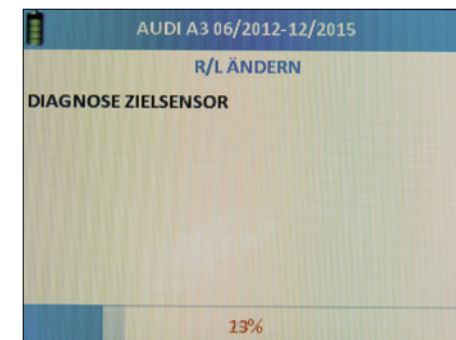 AUDI A3 06/2012-12/2015
R/L ÄNDERN
DIAGNOSE ZIELSENSOR
13%